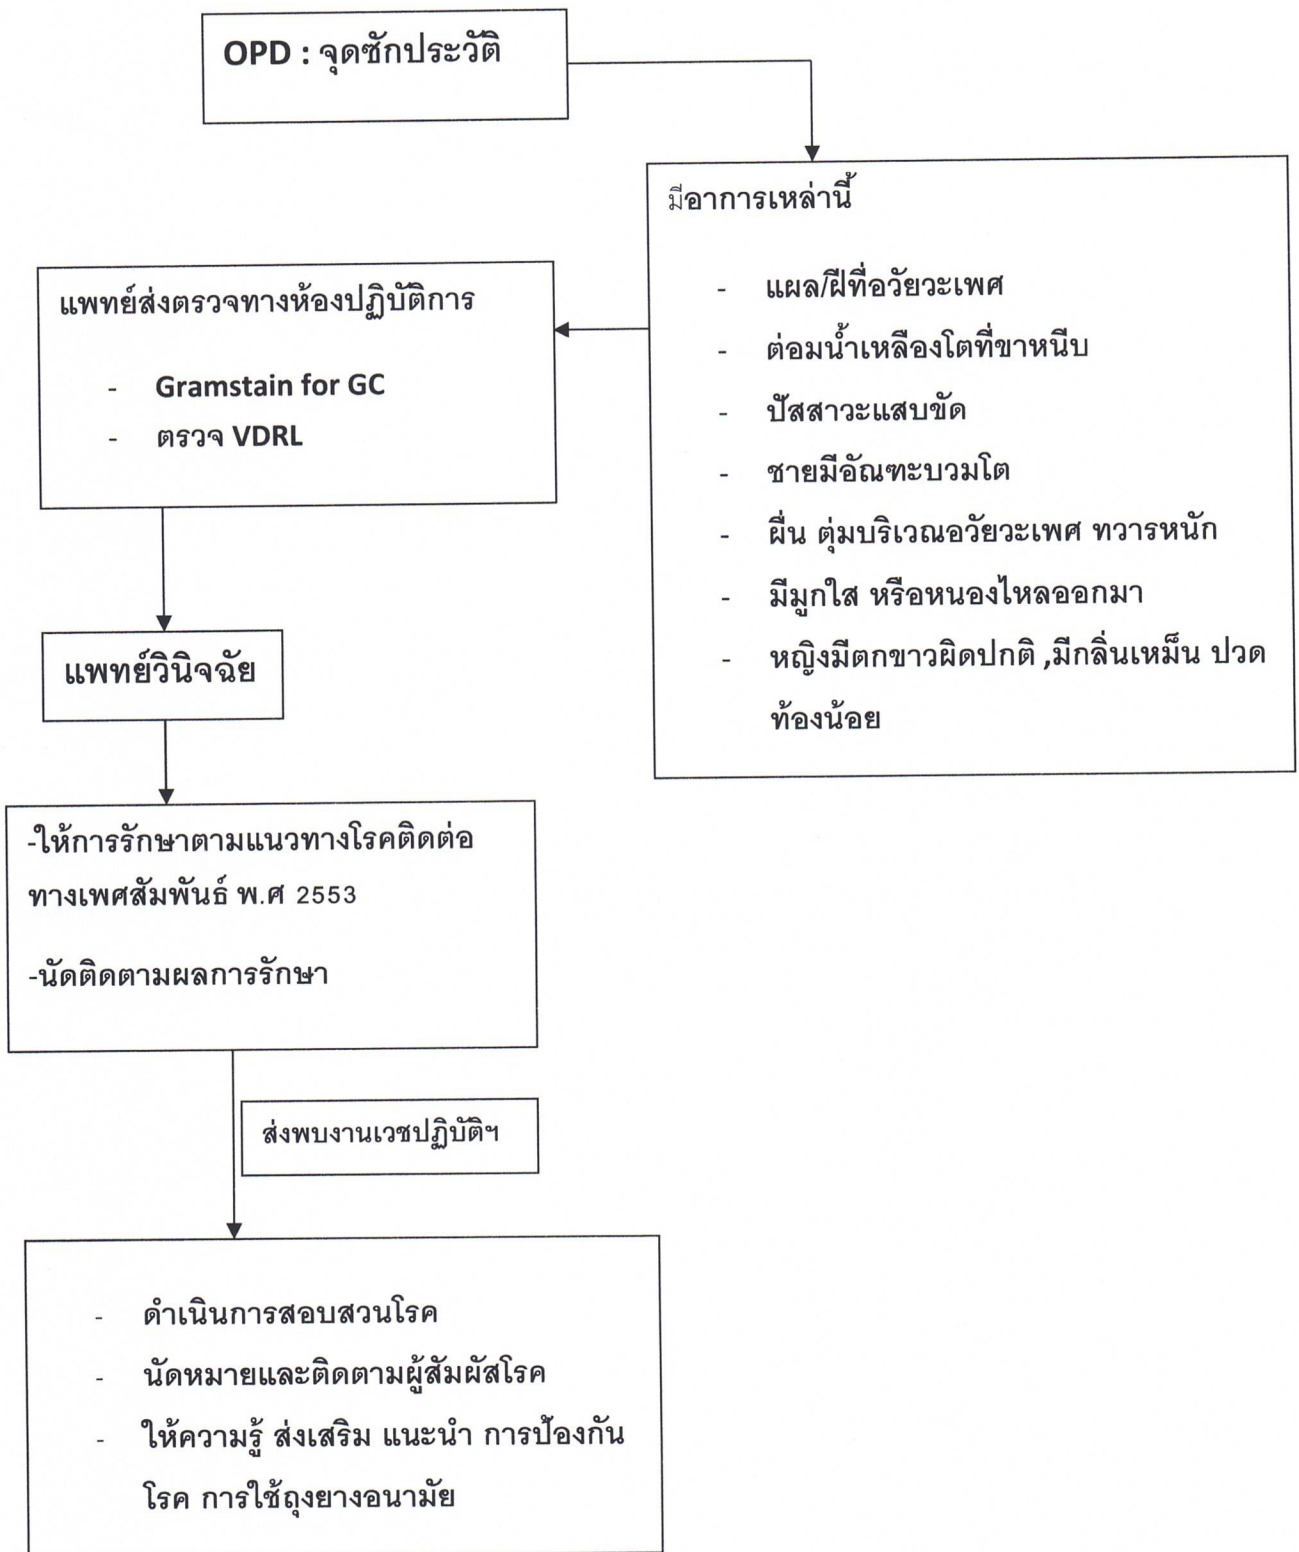 OPD : จุดซักประวัติ
มีอาการเหล่านี้
- แผล/ฝีที่อวัยวะเพศ
- ต่อมน้ำเหลืองโตที่ขาหนีบ
- ปัสสาวะแสบขัด
- ชายมีอัณฑะบวมโต
- ผื่น ตุ่มบริเวณอวัยวะเพศ ทวารหนัก
- มีมูกใส หรือหนองไหลออกมา
- หญิงมีตกขาวผิดปกติ ,มีกลิ่นเหม็น ปวด
ท้องน้อย
แพทย์ส่งตรวจทางห้องปฏิบัติการ
- Gramstain for GC
- ตรวจ VDRL
แพทย์วินิจฉัย
-ให้การรักษาตามแนวทางโรคติดต่อ
ทางเพศสัมพันธ์ พ.ศ 2553
-นัดติดตามผลการรักษา
ส่งพบงานเวชปฏิบัติฯ
- ดำเนินการสอบสวนโรค
- นัดหมายและติดตามผู้สัมผัสโรค
- ให้ความรู้ ส่งเสริม แนะนำ การป้องกัน
โรค การใช้ถุงยางอนามัย